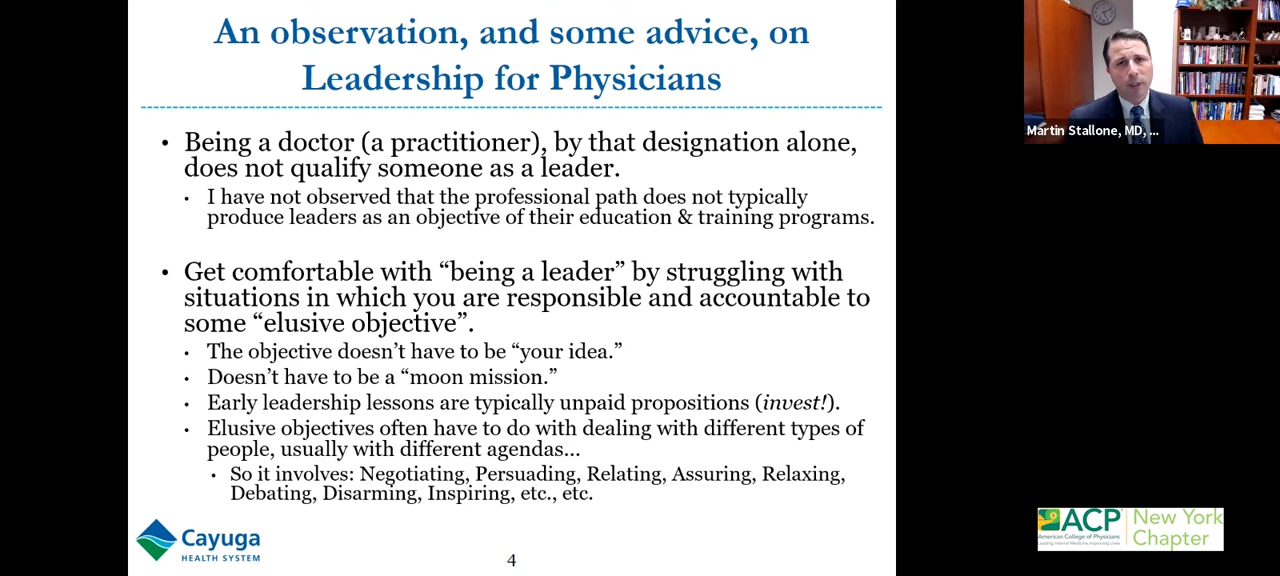 An observation, and some advice, on
Leadership for Physicians
• Being a doctor (a practitioner), by that designation alone,
does not qualify someone as a leader.
• I have not observed that the professional path does not typically
produce leaders as an objective of their education & training programs.
• Get comfortable with “being a leader” by struggling with
situations in which you are responsible and accountable to
some “elusive objective”.
• The objective doesn’t have to be “your idea.”
• Doesn’t have to be a “moon mission.”
• Early leadership lessons are typically unpaid propositions (invest!).
• Elusive objectives often have to do with dealing with different types of
people, usually with different agendas…
• So it involves: Negotiating, Persuading, Relating, Assuring, Relaxing,
Debating, Disarming, Inspiring, etc., etc.
Cayuga
HEALTH SYSTEM
4
Martin Stallone, MD, ...
ACP
American College of Physicians
Leading Internal Medicine, Improving Lives
New York
Chapter